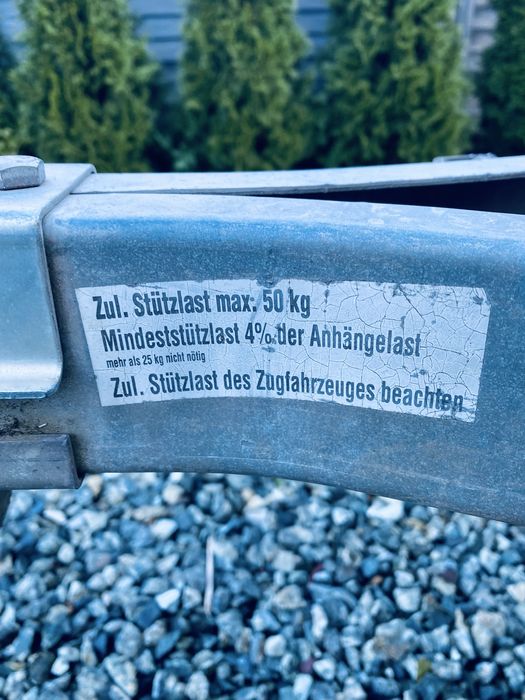 Zul. Stützlast max. 50 kg
Mindeststützlast 4% der Anhängelast
mehr als 25 kg nicht nötig
Zul. Stützlast des Zugfahrzeuges beachten